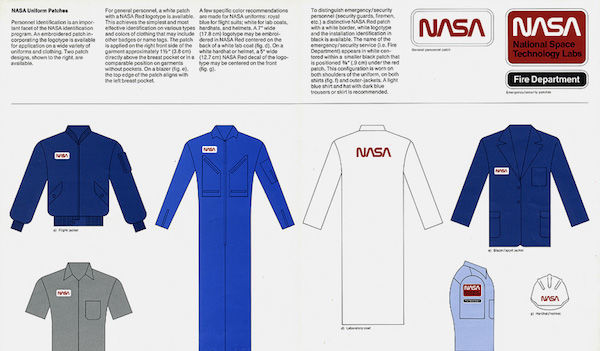 NASA Uniform Patches
Personnel identification is an impor-
tant facet of the NASA identification
program. An embroidered patch in-
corporating the logotype is available
for application on a wide variety of
uniforms and clothing. Two patch
designs, shown to the right, are
available.
For general personnel, a white patch
with a NASA Red logotype is available.
This achieves the simplest and most
effective identification on various types
and colors of clothing that may include
other badges or name tags. The patch
is applied on the right front side of the
garment approximately 1½" (3.8 cm)
directly above the breast pocket or in a
comparable position on garments
without pockets. On a blazer (fig. e),
the top edge of the patch aligns with
the left breast pocket.
A few specific color recommendations
are made for NASA uniforms: royal
blue for flight suits; white for lab coats,
hardhats, and helmets. A 7" wide
(17.8 cm) logotype may be embroi-
dered in NASA Red centered on the
back of a white lab coat (fig. d). On a
white hardhat or helmet, a 5" wide
(12.7 cm) NASA Red decal of the logo-
type may be centered on the front
(fig. g).
To distinguish emergency/security
personnel (security guards, firemen,
etc.) a distinctive NASA Red patch
with a white border, white logotype
and the installation identification in
black is available. The name of the
emergency/security service (i.e. Fire
Department) appears in white cen-
tered within a smaller black patch that
is positioned ⅜" (.9 cm) under the red
patch. This configuration is worn on
both shoulders of the uniform, on both
shirts (fig. f) and outer-jackets. A light
blue shirt and hat with dark blue
trousers or skirt is recommended.
NASA
General personnel patch
NASA
National Space
Technology Labs
Fire Department
Emergency/security patches
NASA
a) Flight jacket
NASA
NASA
d) Laboratory coat
NASA
e) Blazer/sport jacket
NASA
NASA
NASA
g) Hardhat/helmet